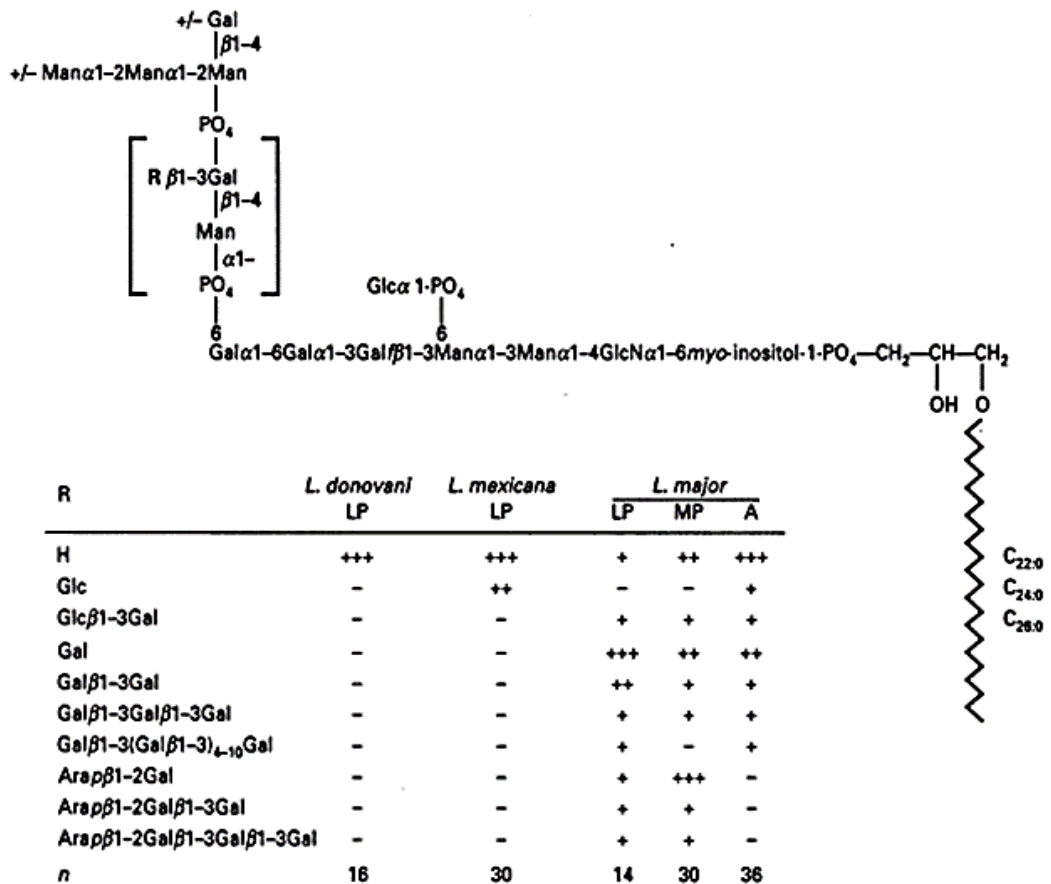 +/– Gal
β1–4
+/– Manα1–2Manα1–2Man
PO₄
R β1–3Gal
β1–4
Man
α1–
PO₄
Glcα 1-PO₄
6
6
Galα1–6Galα1–3Galfβ1–3Manα1–3Manα1–4GlcNα1–6myo-inositol-1-PO₄–CH₂–CH–CH₂
OH O
R L. donovani L. mexicana L. major
LP LP LP MP A
H +++ +++ + ++ +++
Glc – ++ – – +
Glcβ1–3Gal – – + + +
Gal – – +++ ++ ++
Galβ1–3Gal – – ++ + +
Galβ1–3Galβ1–3Gal – – + + +
Galβ1–3(Galβ1–3)₄₋₁₀Gal – – + – +
Arapβ1–2Gal – – + +++ –
Arapβ1–2Galβ1–3Gal – – + + –
Arapβ1–2Galβ1–3Galβ1–3Gal – – + + –
n 16 30 14 30 36
C₂₂:₀
C₂₄:₀
C₂₆:₀